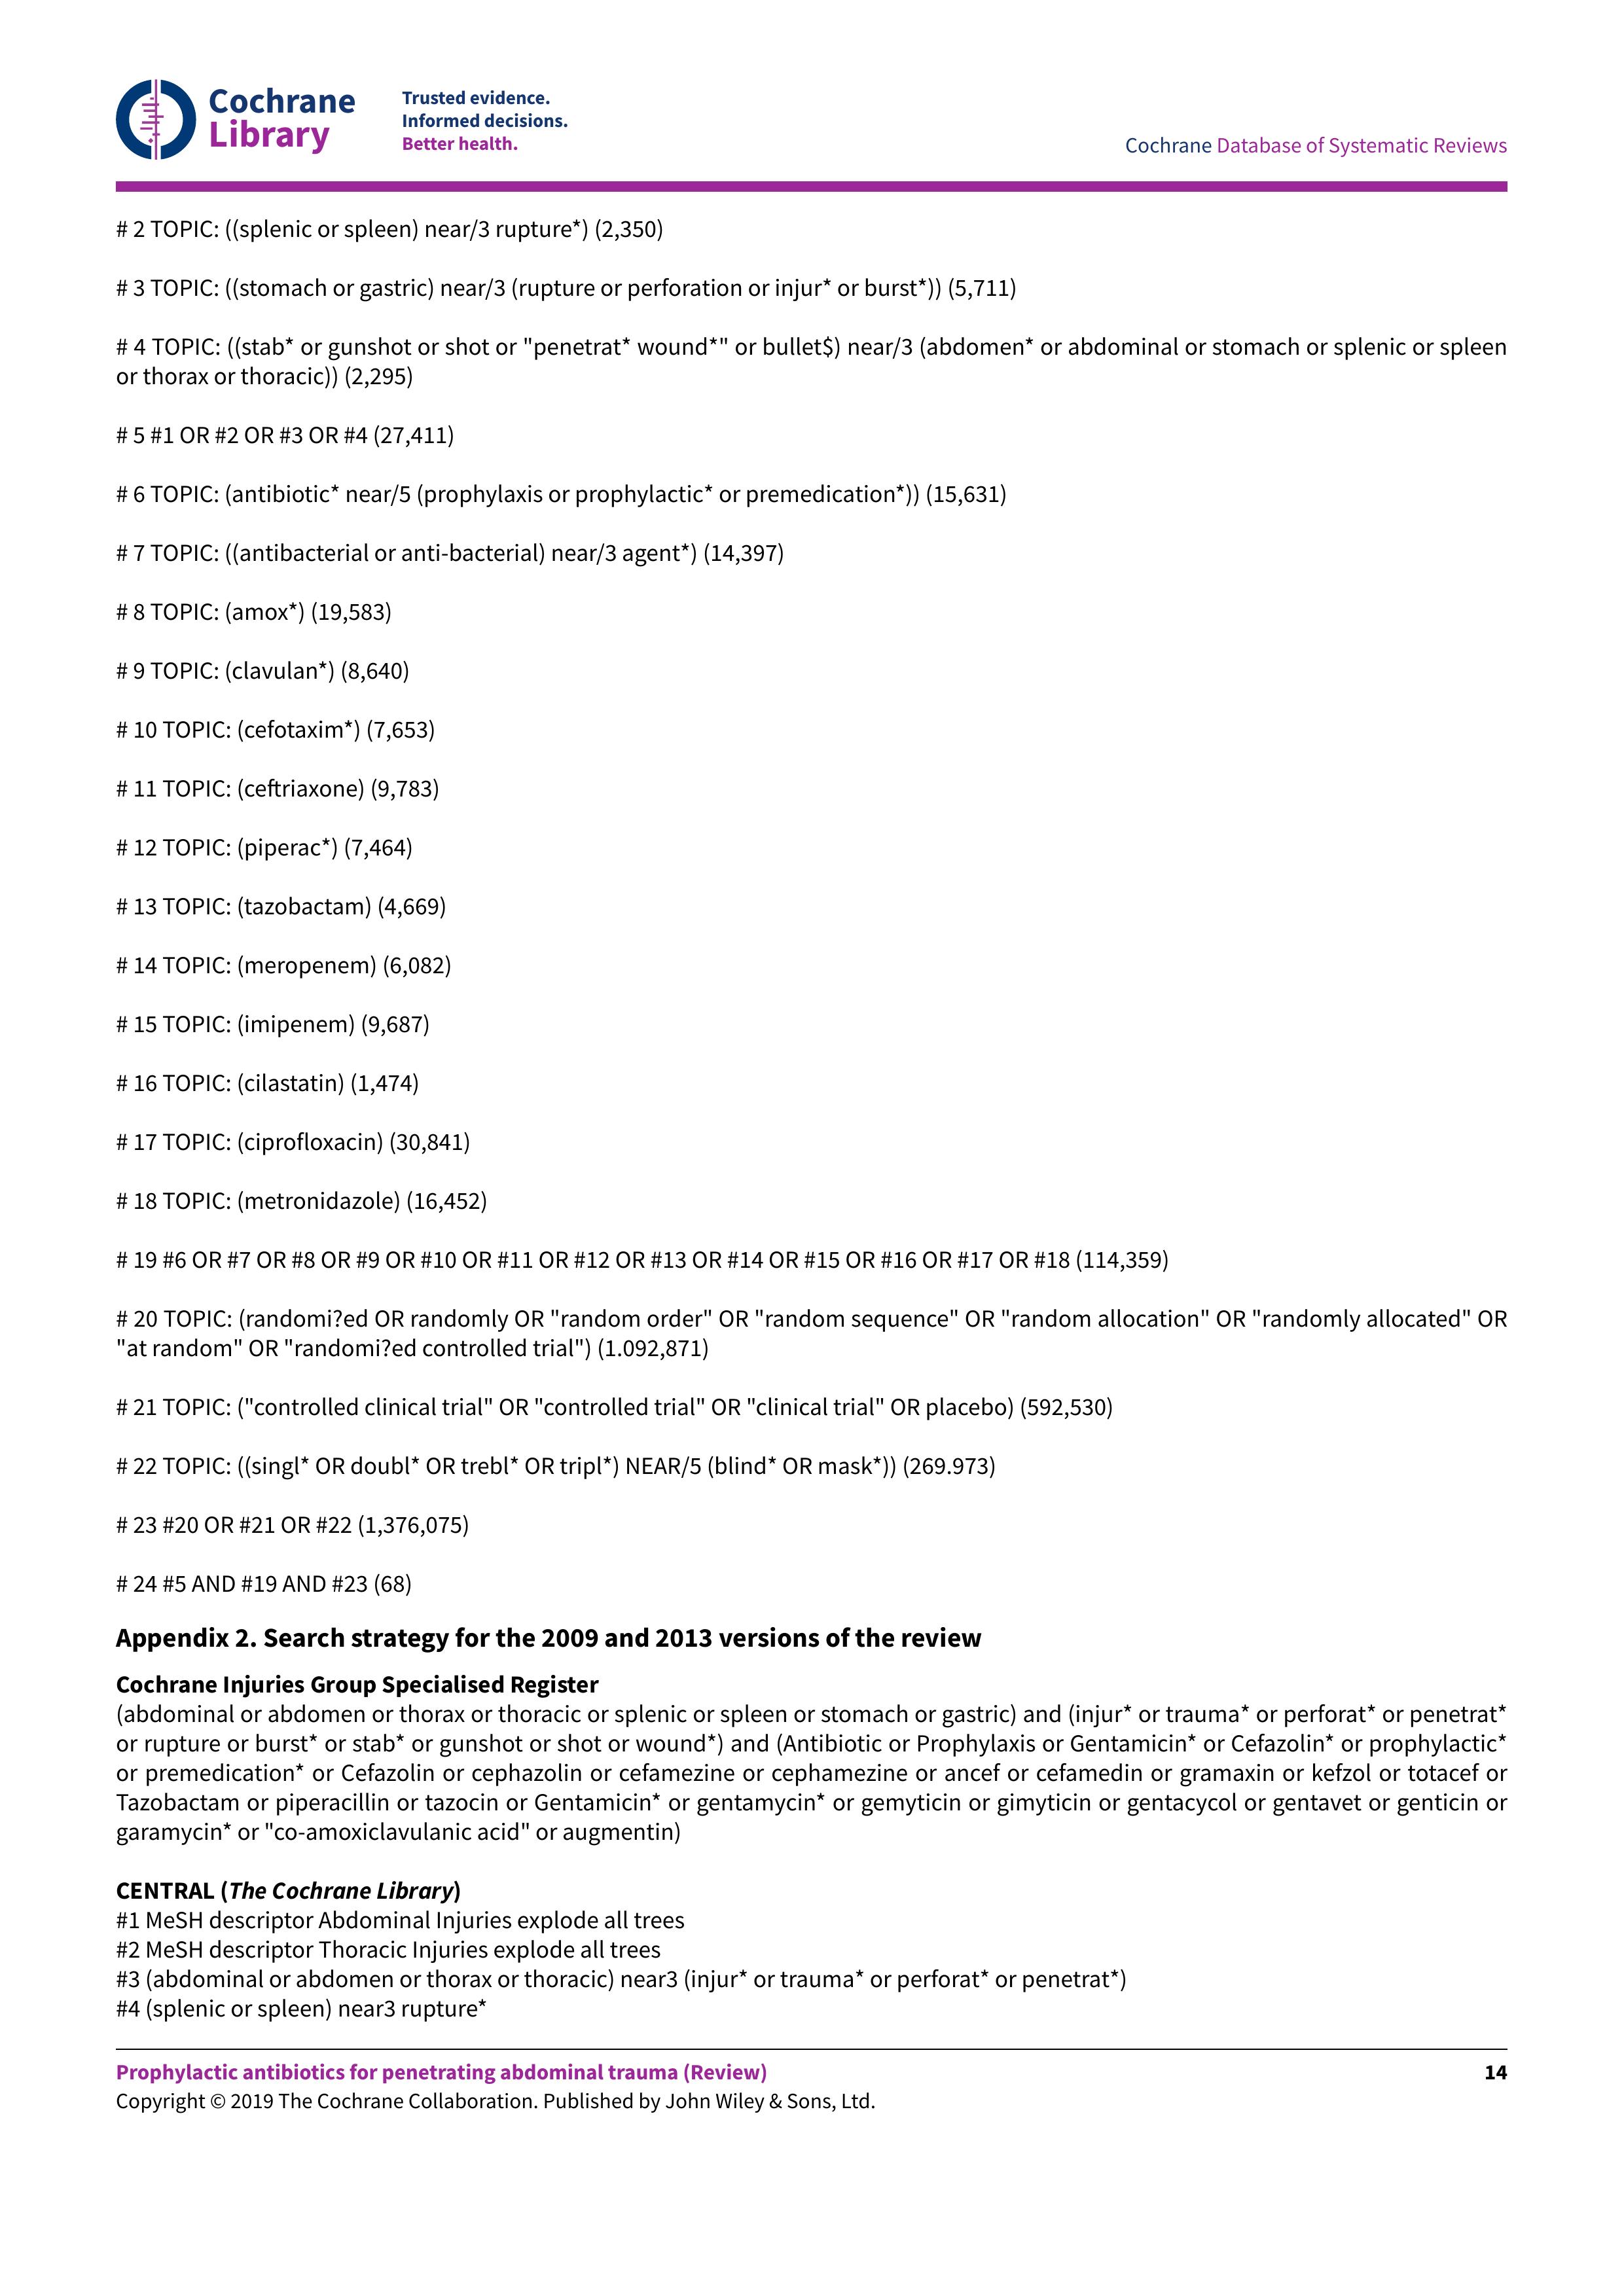 Cochrane
Library
Trusted evidence.
Informed decisions.
Better health.
Cochrane Database of Systematic Reviews
# 2 TOPIC: ((splenic or spleen) near/3 rupture*) (2,350)
# 3 TOPIC: ((stomach or gastric) near/3 (rupture or perforation or injur* or burst*)) (5,711)
# 4 TOPIC: ((stab* or gunshot or shot or "penetrat* wound*" or bullet$) near/3 (abdomen* or abdominal or stomach or splenic or spleen
or thorax or thoracic)) (2,295)
# 5 #1 OR #2 OR #3 OR #4 (27,411)
# 6 TOPIC: (antibiotic* near/5 (prophylaxis or prophylactic* or premedication*)) (15,631)
# 7 TOPIC: ((antibacterial or anti-bacterial) near/3 agent*) (14,397)
# 8 TOPIC: (amox*) (19,583)
# 9 TOPIC: (clavulan*) (8,640)
# 10 TOPIC: (cefotaxim*) (7,653)
# 11 TOPIC: (ceftriaxone) (9,783)
# 12 TOPIC: (piperac*) (7,464)
# 13 TOPIC: (tazobactam) (4,669)
# 14 TOPIC: (meropenem) (6,082)
# 15 TOPIC: (imipenem) (9,687)
# 16 TOPIC: (cilastatin) (1,474)
# 17 TOPIC: (ciprofloxacin) (30,841)
# 18 TOPIC: (metronidazole) (16,452)
# 19 #6 OR #7 OR #8 OR #9 OR #10 OR #11 OR #12 OR #13 OR #14 OR #15 OR #16 OR #17 OR #18 (114,359)
# 20 TOPIC: (randomi?ed OR randomly OR "random order" OR "random sequence" OR "random allocation" OR "randomly allocated" OR
"at random" OR "randomi?ed controlled trial") (1.092,871)
# 21 TOPIC: ("controlled clinical trial" OR "controlled trial" OR "clinical trial" OR placebo) (592,530)
# 22 TOPIC: ((singl* OR doubl* OR trebl* OR tripl*) NEAR/5 (blind* OR mask*)) (269.973)
# 23 #20 OR #21 OR #22 (1,376,075)
# 24 #5 AND #19 AND #23 (68)
Appendix 2. Search strategy for the 2009 and 2013 versions of the review
Cochrane Injuries Group Specialised Register
(abdominal or abdomen or thorax or thoracic or splenic or spleen or stomach or gastric) and (injur* or trauma* or perforat* or penetrat*
or rupture or burst* or stab* or gunshot or shot or wound*) and (Antibiotic or Prophylaxis or Gentamicin* or Cefazolin* or prophylactic*
or premedication* or Cefazolin or cephazolin or cefamezine or cephamezine or ancef or cefamedin or gramaxin or kefzol or totacef or
Tazobactam or piperacillin or tazocin or Gentamicin* or gentamycin* or gemyticin or gimyticin or gentacycol or gentavet or genticin or
garamycin* or "co-amoxiclavulanic acid" or augmentin)
CENTRAL (The Cochrane Library)
#1 MeSH descriptor Abdominal Injuries explode all trees
#2 MeSH descriptor Thoracic Injuries explode all trees
#3 (abdominal or abdomen or thorax or thoracic) near3 (injur* or trauma* or perforat* or penetrat*)
#4 (splenic or spleen) near3 rupture*
Prophylactic antibiotics for penetrating abdominal trauma (Review) 14
Copyright © 2019 The Cochrane Collaboration. Published by John Wiley & Sons, Ltd.